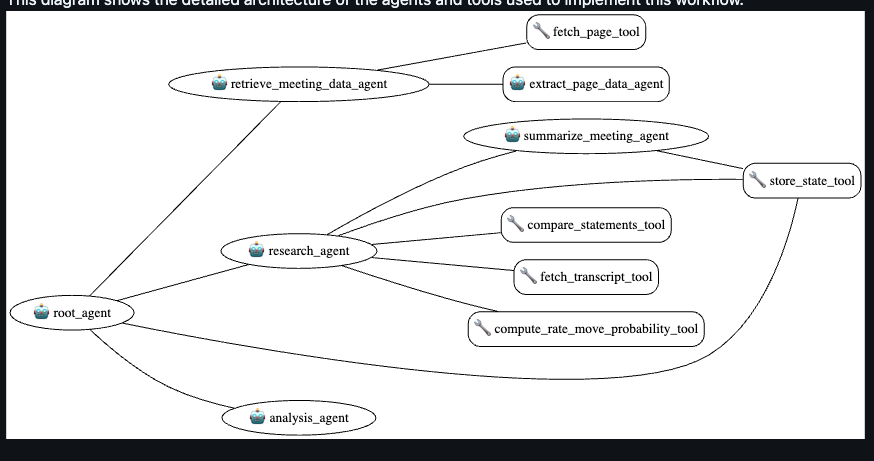 This diagram shows the detailed architecture of the agents and tools used to implement this workflow.
fetch_page_tool
retrieve_meeting_data_agent
extract_page_data_agent
summarize_meeting_agent
store_state_tool
compare_statements_tool
research_agent
fetch_transcript_tool
root_agent
compute_rate_move_probability_tool
analysis_agent